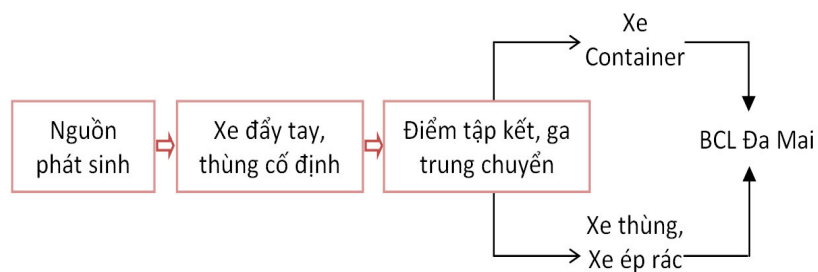 Nguồn
phát sinh
Xe đẩy tay,
thùng cố định
Điểm tập kết, ga
trung chuyển
Xe
Container
Xe thùng,
Xe ép rác
BCL Đa Mai